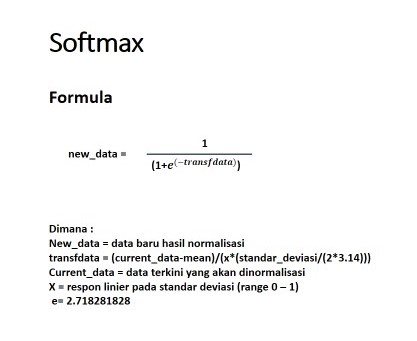 Softmax
Formula
new_data = 1
(1+e^(−transfdata))
Dimana :
New_data = data baru hasil normalisasi
transfdata = (current_data-mean)/(x*(standar_deviasi/(2*3.14)))
Current_data = data terkini yang akan dinormalisasi
X = respon linier pada standar deviasi (range 0 – 1)
e= 2.718281828